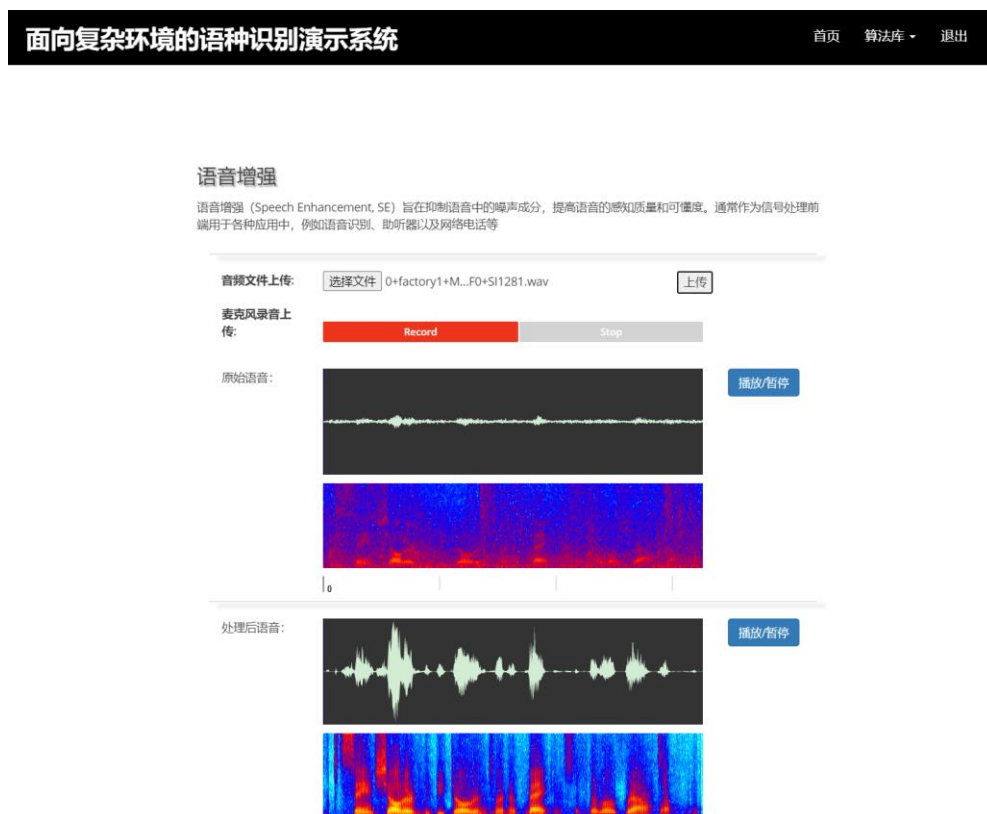 面向复杂环境的语种识别演示系统
首页 算法库 退出
语音增强
语音增强（Speech Enhancement, SE）旨在抑制语音中的噪声成分，提高语音的感知质量和可懂度。通常作为信号处理前
端用于各种应用中，例如语音识别、助听器以及网络电话等
音频文件上传: 选择文件 0+factory1+M...F0+SI1281.wav 上传
麦克风录音上
传:
Record Stop
原始语音: 播放/暂停
0
处理后语音: 播放/暂停